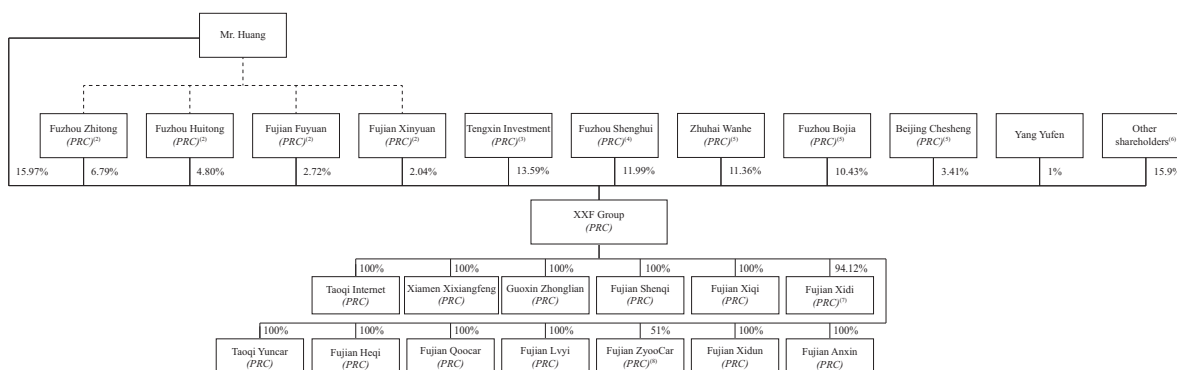 Mr. Huang
Fuzhou Zhitong
(PRC)(2)
Fuzhou Huitong
(PRC)(2)
Fujian Fuyuan
(PRC)(2)
Fujian Xinyuan
(PRC)(2)
Tengxin Investment
(PRC)(3)
Fuzhou Shenghui
(PRC)(4)
Zhuhai Wanhe
(PRC)(5)
Fuzhou Bojia
(PRC)(5)
Beijing Chesheng
(PRC)(5)
Yang Yufen
Other
shareholders(6)
15.97% 6.79% 4.80% 2.72% 2.04% 13.59% 11.99% 11.36% 10.43% 3.41% 1% 15.9%
XXF Group
(PRC)
100% 100% 100% 100% 100% 94.12%
Taoqi Internet
(PRC)
Xiamen Xixiangfeng
(PRC)
Guoxin Zhonglian
(PRC)
Fujian Shenqi
(PRC)
Fujian Xiqi
(PRC)
Fujian Xidi
(PRC)(7)
100% 100% 100% 100% 51% 100% 100%
Taoqi Yuncar
(PRC)
Fujian Heqi
(PRC)
Fujian Qoocar
(PRC)
Fujian Lvyi
(PRC)
Fujian ZyooCar
(PRC)(8)
Fujian Xidun
(PRC)
Fujian Anxin
(PRC)